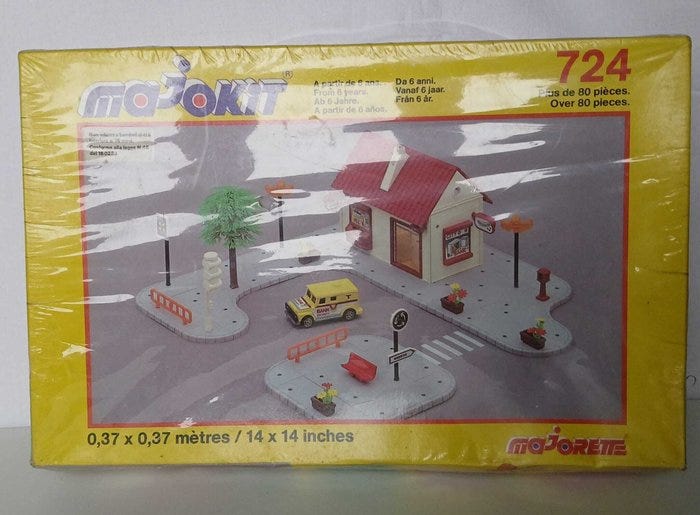 MAJOKIT®
A partir de 6 ans.
From 6 years.
Ab 6 Jahre.
A partir de 6 años.
Da 6 anni.
Vanaf 6 jaar.
Från 6 år.
724
Plus de 80 pièces.
Over 80 pieces.
BANK
0,37 x 0,37 mètres / 14 x 14 inches
MAJORETTE